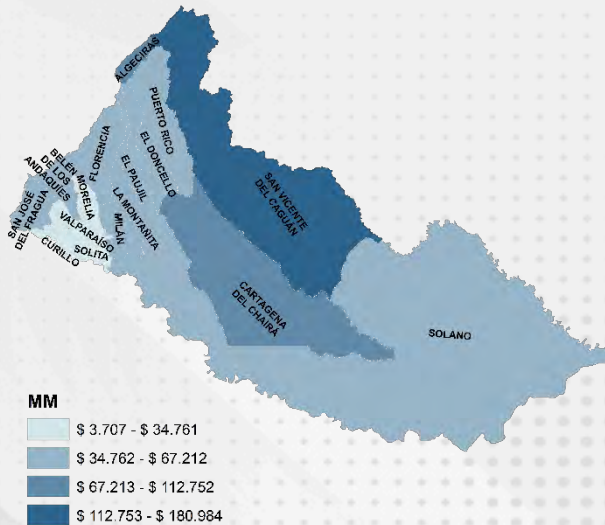 ALGECIRAS
PUERTO RICO
EL DONCELLO
EL PAUJIL
LA MONTAÑITA
FLORENCIA
MILÁN
MORELIA
BELÉN
DE LOS
ANDAQUÍES
SAN JOSÉ
DEL FRAGUA
VALPARAÍSO
SOLITA
CURILLO
SAN VICENTE
DEL CAGUÁN
CARTAGENA
DEL CHAIRÁ
SOLANO
MM
$ 3.707 - $ 34.761
$ 34.762 - $ 67.212
$ 67.213 - $ 112.752
$ 112.753 - $ 180.984